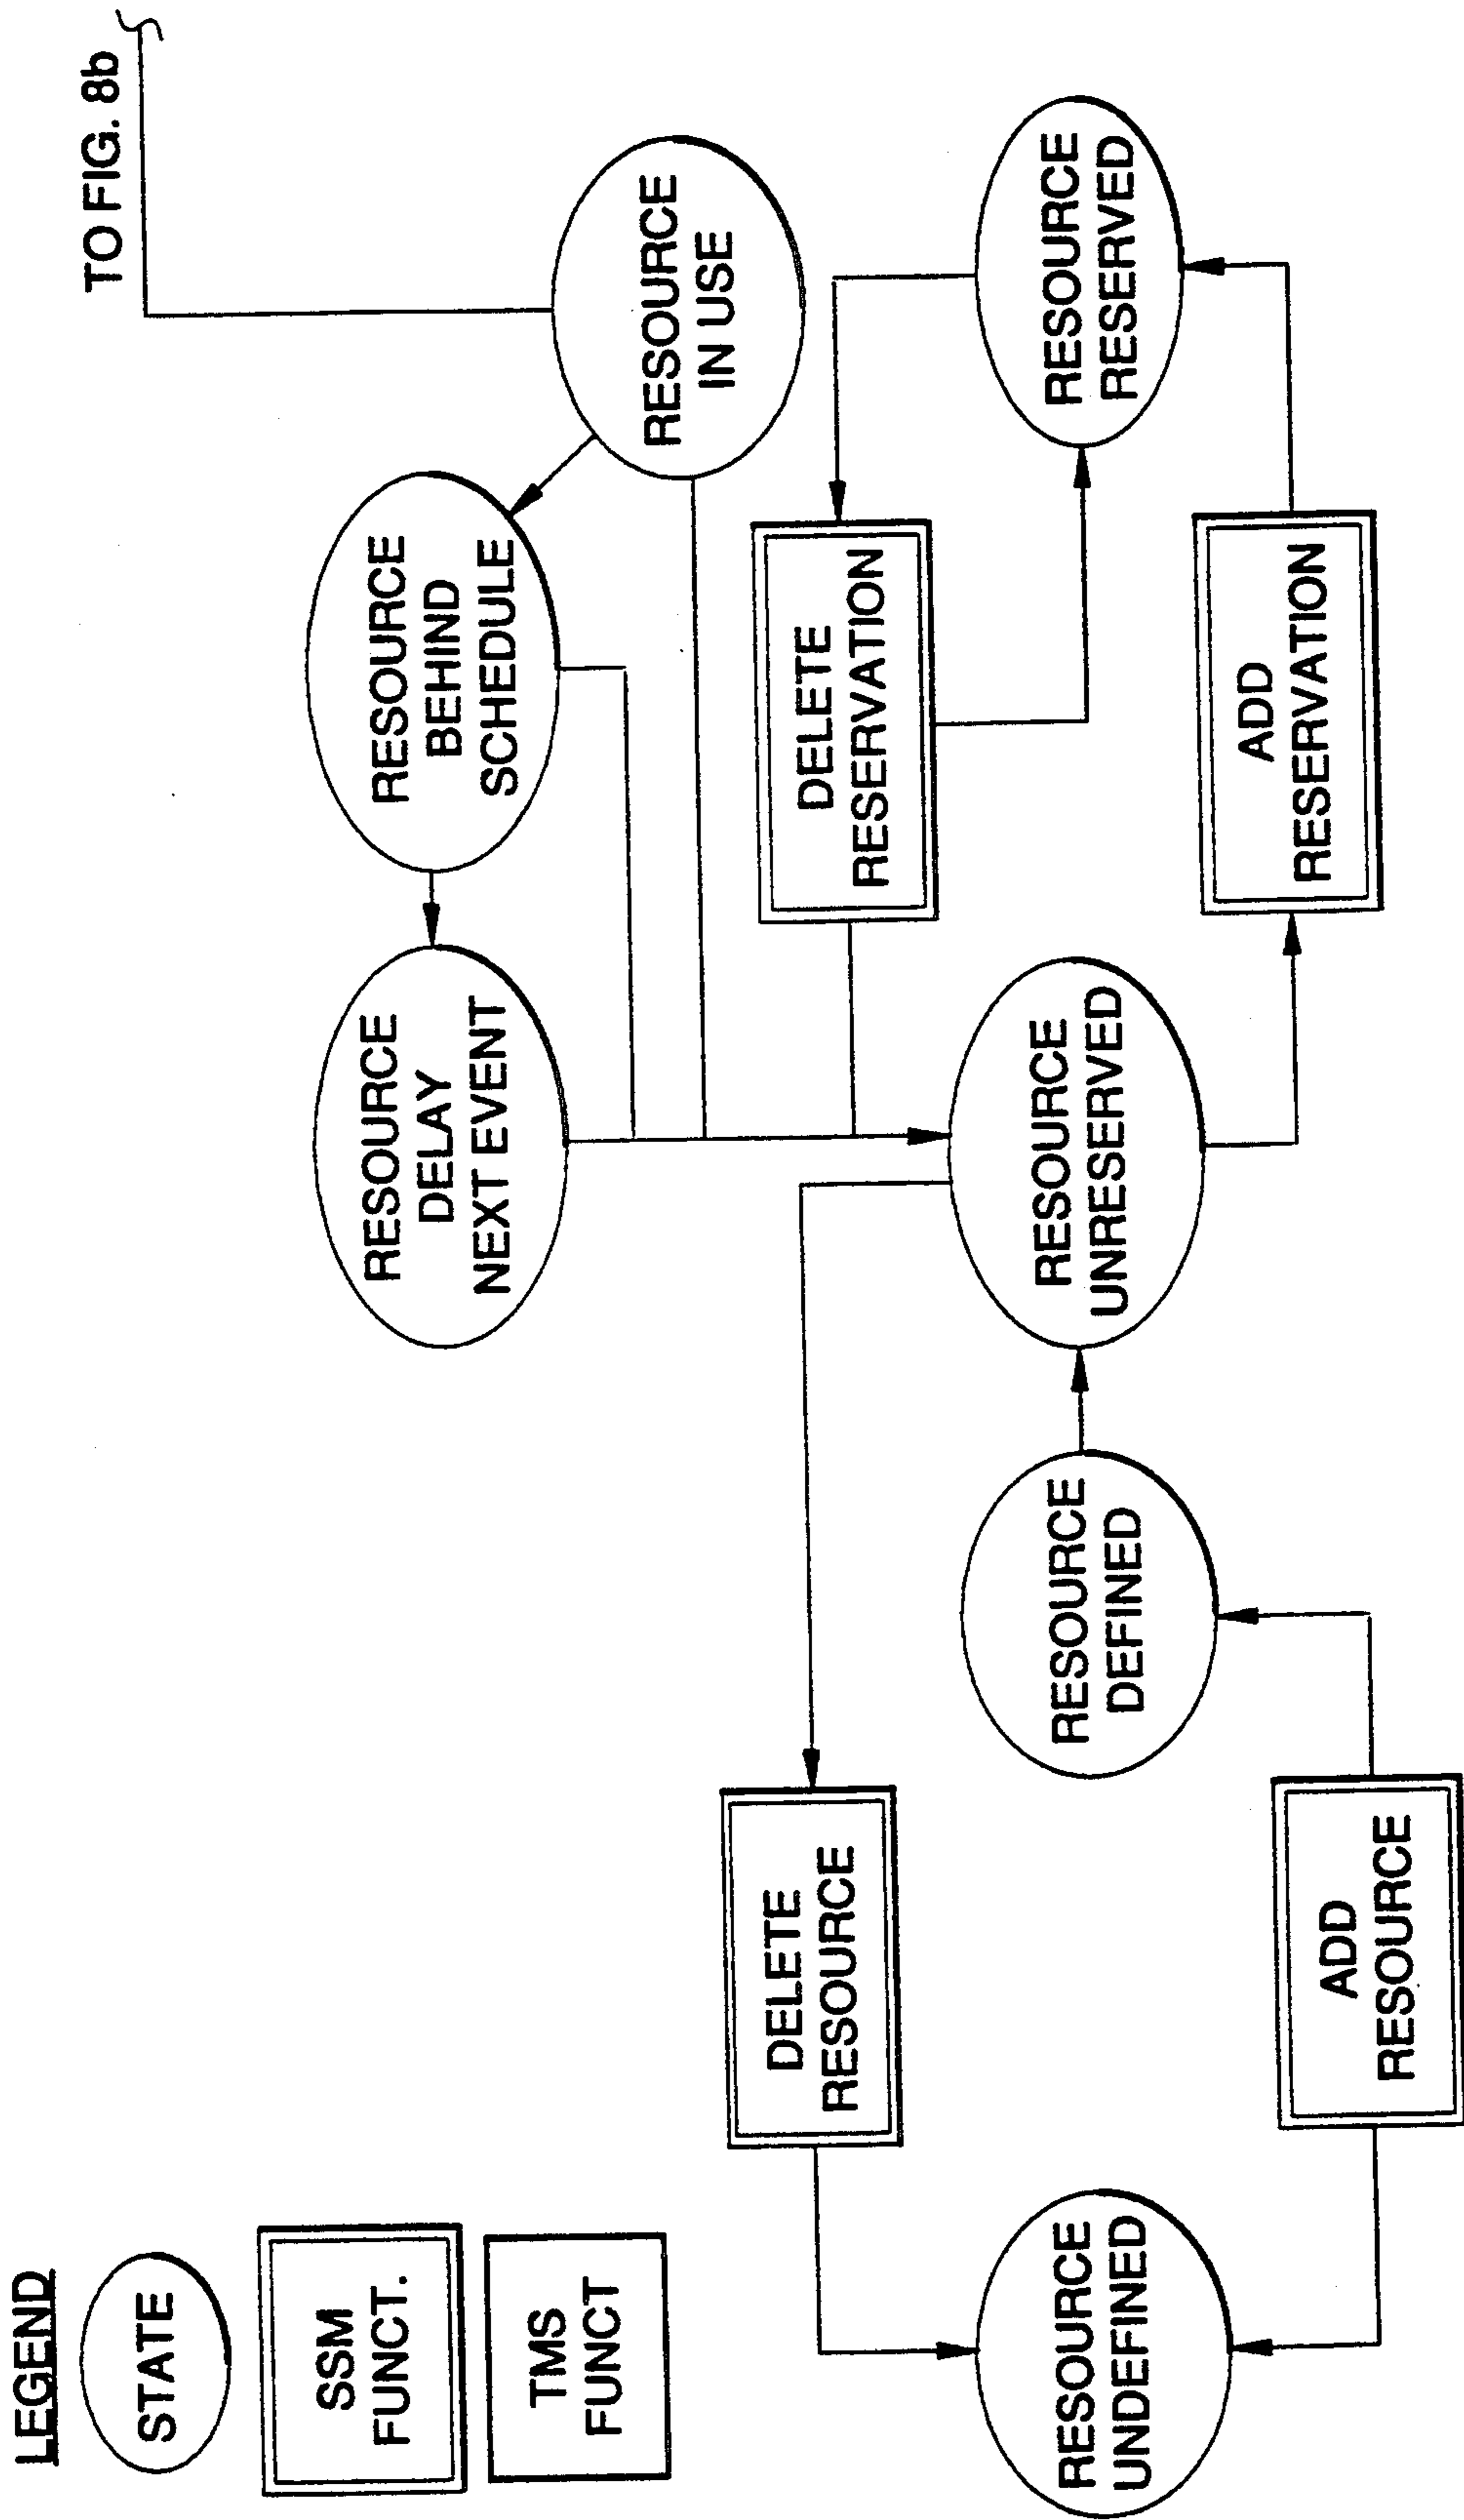 LEGEND
STATE
SSM
FUNCT.
TMS
FUNCT
TO FIG. 8b
RESOURCE
DELAY
NEXT EVENT
RESOURCE
BEHIND
SCHEDULE
RESOURCE
IN USE
DELETE
RESOURCE
DELETE
RESERVATION
RESOURCE
UNDEFINED
RESOURCE
DEFINED
RESOURCE
UNRESERVED
RESOURCE
RESERVED
ADD
RESOURCE
ADD
RESERVATION